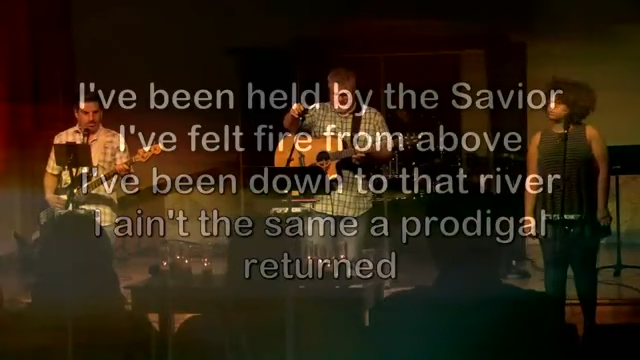 I've been held by the Savior
I've felt fire from above
I've been down to that river
I ain't the same a prodigal
returned